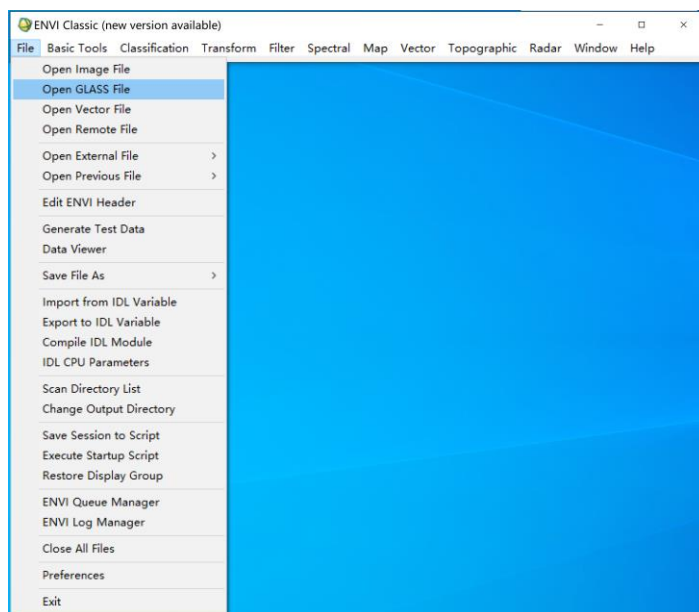 ENVI Classic (new version available)
File Basic Tools Classification Transform Filter Spectral Map Vector Topographic Radar Window Help
Open Image File
Open GLASS File
Open Vector File
Open Remote File
Open External File
Open Previous File
Edit ENVI Header
Generate Test Data
Data Viewer
Save File As
Import from IDL Variable
Export to IDL Variable
Compile IDL Module
IDL CPU Parameters
Scan Directory List
Change Output Directory
Save Session to Script
Execute Startup Script
Restore Display Group
ENVI Queue Manager
ENVI Log Manager
Close All Files
Preferences
Exit